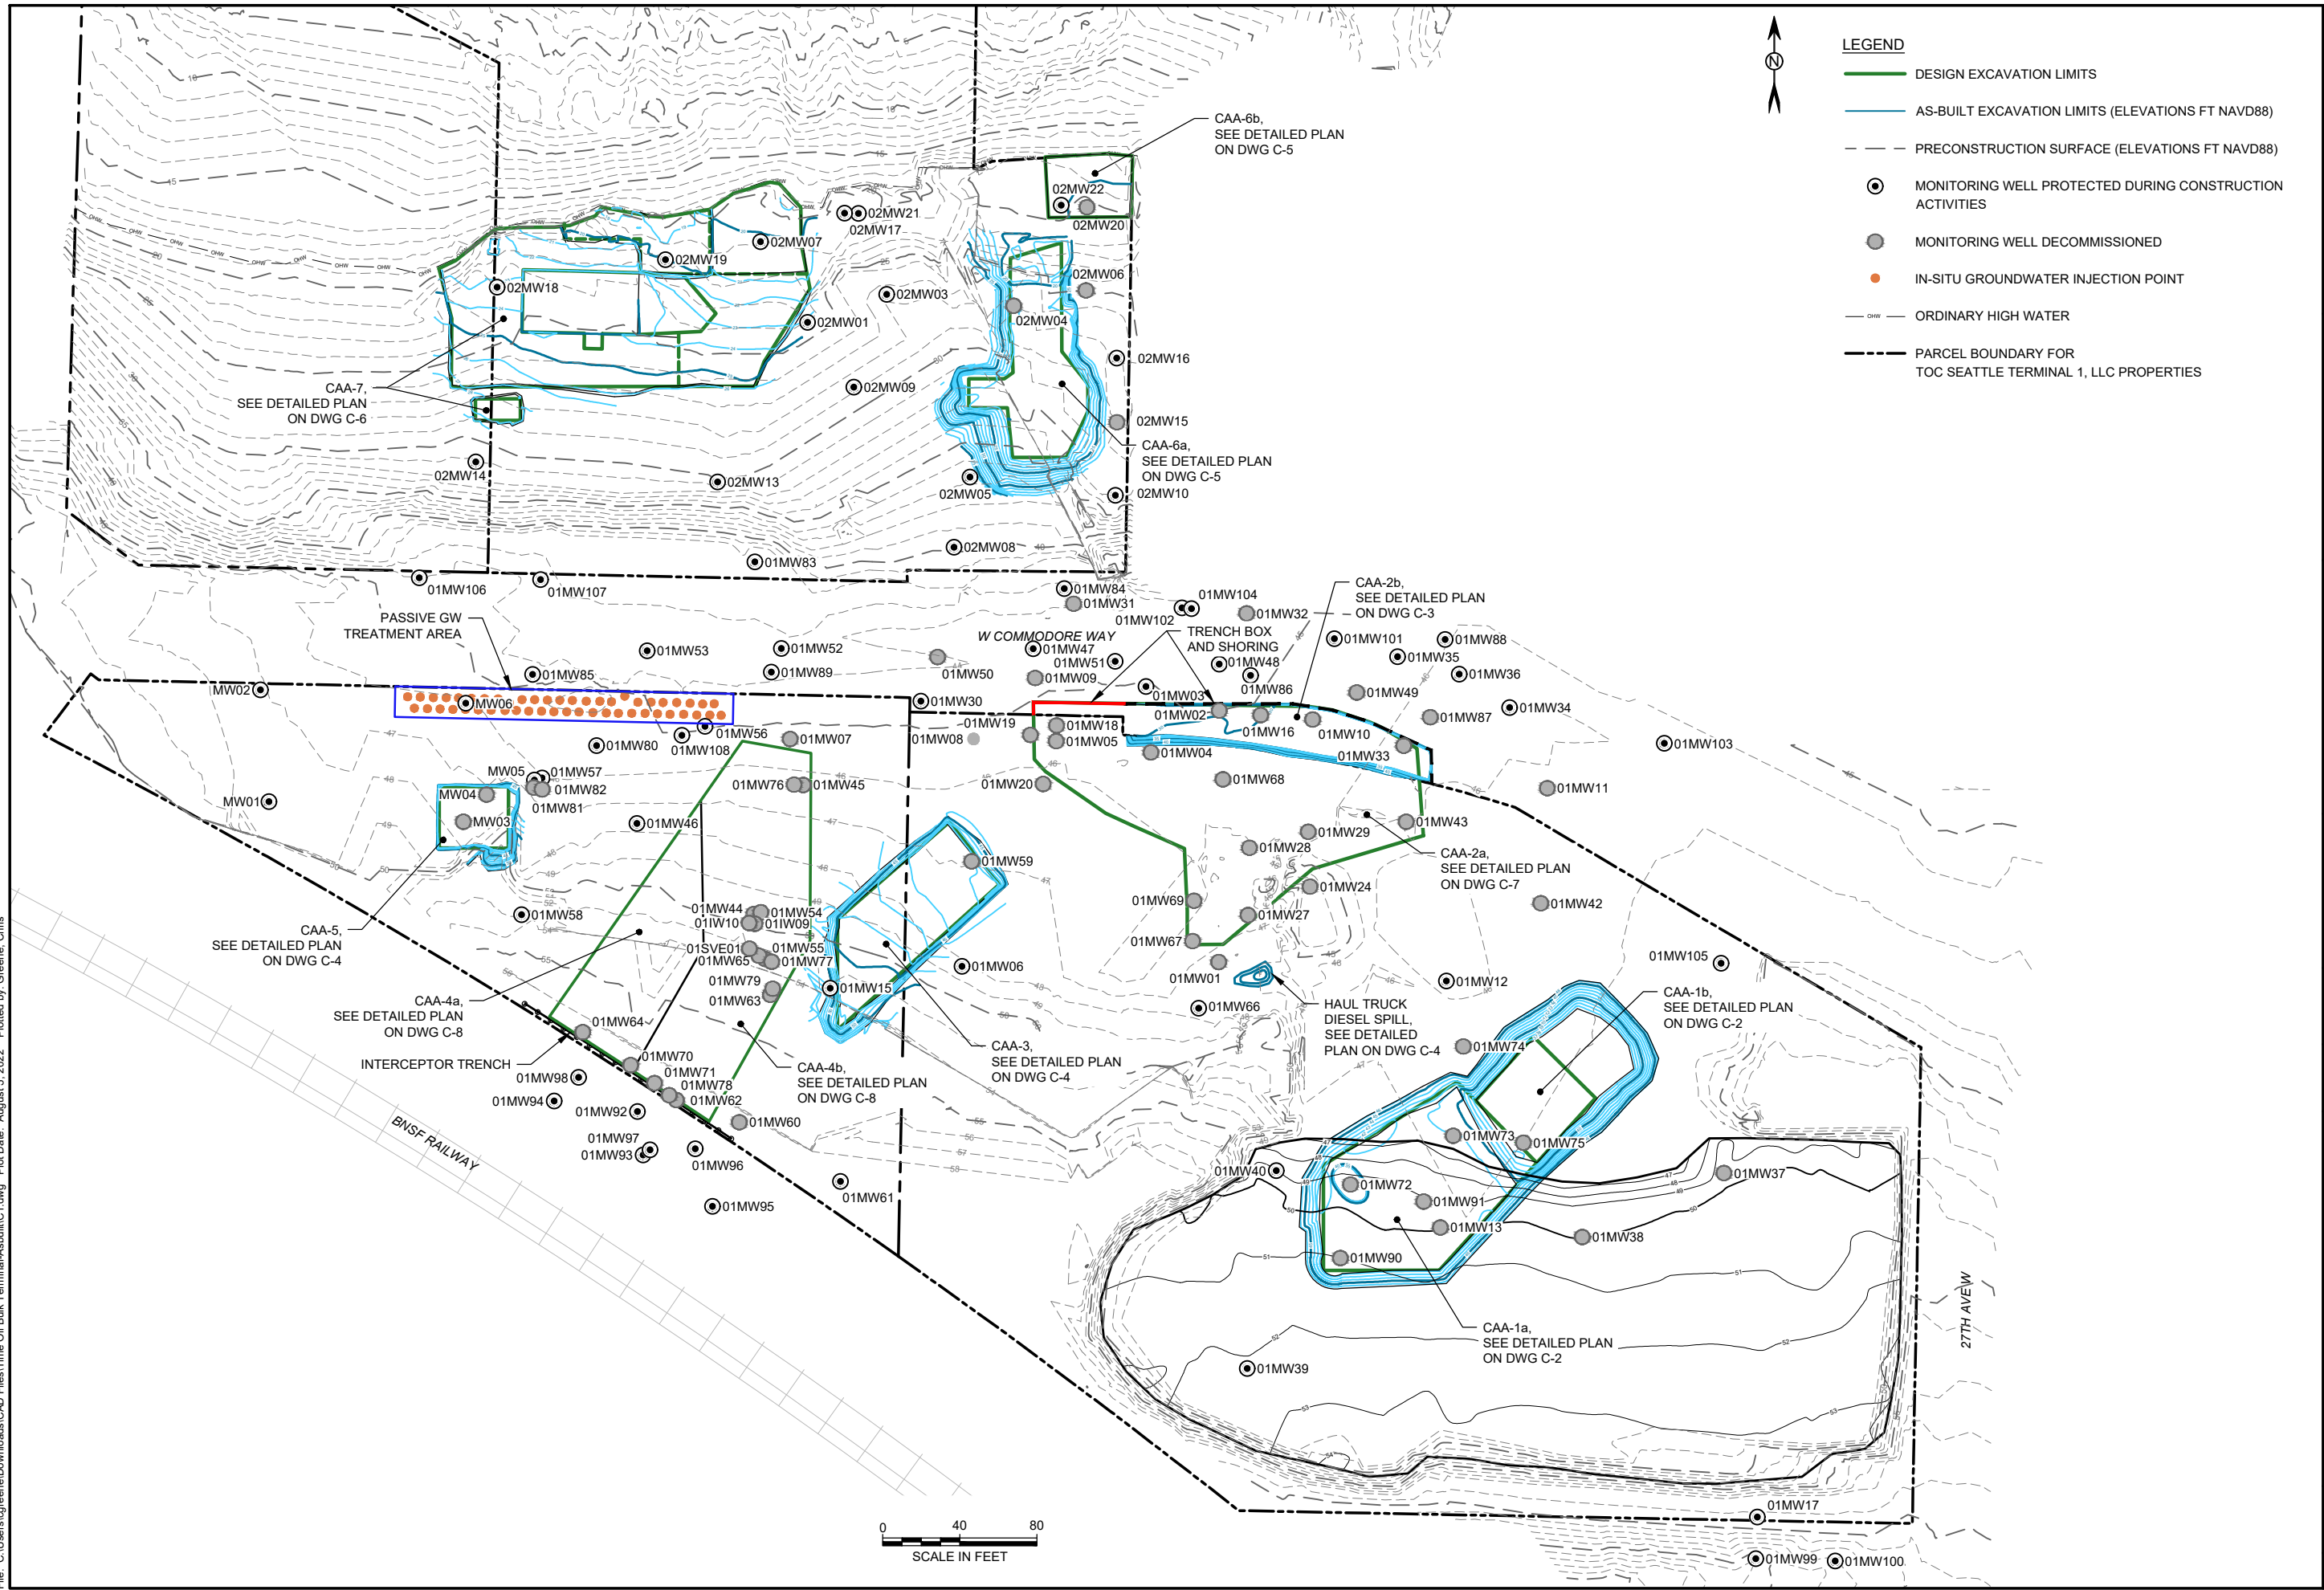 LEGEND
DESIGN EXCAVATION LIMITS
AS-BUILT EXCAVATION LIMITS (ELEVATIONS FT NAVD88)
PRECONSTRUCTION SURFACE (ELEVATIONS FT NAVD88)
MONITORING WELL PROTECTED DURING CONSTRUCTION
ACTIVITIES
MONITORING WELL DECOMMISSIONED
IN-SITU GROUNDWATER INJECTION POINT
OHW
ORDINARY HIGH WATER
PARCEL BOUNDARY FOR
TOC SEATTLE TERMINAL 1, LLC PROPERTIES
N
CAA-6b,
SEE DETAILED PLAN
ON DWG C-5
02MW22
02MW20
02MW21
02MW17
02MW07
02MW19
02MW18
02MW03
02MW01
02MW06
02MW04
02MW16
02MW09
02MW15
CAA-7,
SEE DETAILED PLAN
ON DWG C-6
CAA-6a,
SEE DETAILED PLAN
ON DWG C-5
02MW14
02MW13
02MW05
02MW10
02MW08
01MW83
01MW106
01MW107
01MW84
01MW31
01MW104
01MW102
01MW32
CAA-2b,
SEE DETAILED PLAN
ON DWG C-3
PASSIVE GW
TREATMENT AREA
W COMMODORE WAY
TRENCH BOX
AND SHORING
01MW53
01MW52
01MW47
01MW51
01MW48
01MW101
01MW88
01MW35
01MW36
01MW85
01MW89
01MW50
01MW09
01MW86
01MW49
MW02
MW06
01MW30
01MW03
01MW02
01MW34
01MW87
01MW19
01MW18
01MW16
01MW10
01MW56
01MW108
01MW07
01MW08
01MW05
01MW04
01MW33
01MW103
01MW80
MW05
01MW57
01MW82
01MW81
01MW76
01MW45
01MW20
01MW68
01MW11
MW01
MW04
MW03
01MW46
01MW29
01MW43
01MW28
01MW59
CAA-2a,
SEE DETAILED PLAN
ON DWG C-7
01MW24
01MW69
01MW27
01MW42
01MW58
01MW44
01MW54
01IW10
01IW09
CAA-5,
SEE DETAILED PLAN
ON DWG C-4
01SVE01
01MW55
01MW65
01MW77
01MW67
01MW01
01MW06
01MW105
01MW79
01MW63
01MW15
01MW12
01MW66
CAA-4a,
SEE DETAILED PLAN
ON DWG C-8
HAUL TRUCK
DIESEL SPILL,
SEE DETAILED
PLAN ON DWG C-4
CAA-1b,
SEE DETAILED PLAN
ON DWG C-2
01MW64
01MW74
CAA-3,
SEE DETAILED PLAN
ON DWG C-4
INTERCEPTOR TRENCH
01MW70
01MW71
01MW78
01MW62
CAA-4b,
SEE DETAILED PLAN
ON DWG C-8
01MW98
01MW94
01MW92
01MW60
BNSF RAILWAY
01MW97
01MW93
01MW96
01MW73
01MW75
01MW40
01MW37
01MW61
01MW72
01MW91
01MW95
01MW13
01MW38
01MW90
27TH AVE W
CAA-1a,
SEE DETAILED PLAN
ON DWG C-2
01MW39
0 40 80
SCALE IN FEET
01MW17
01MW99
01MW100